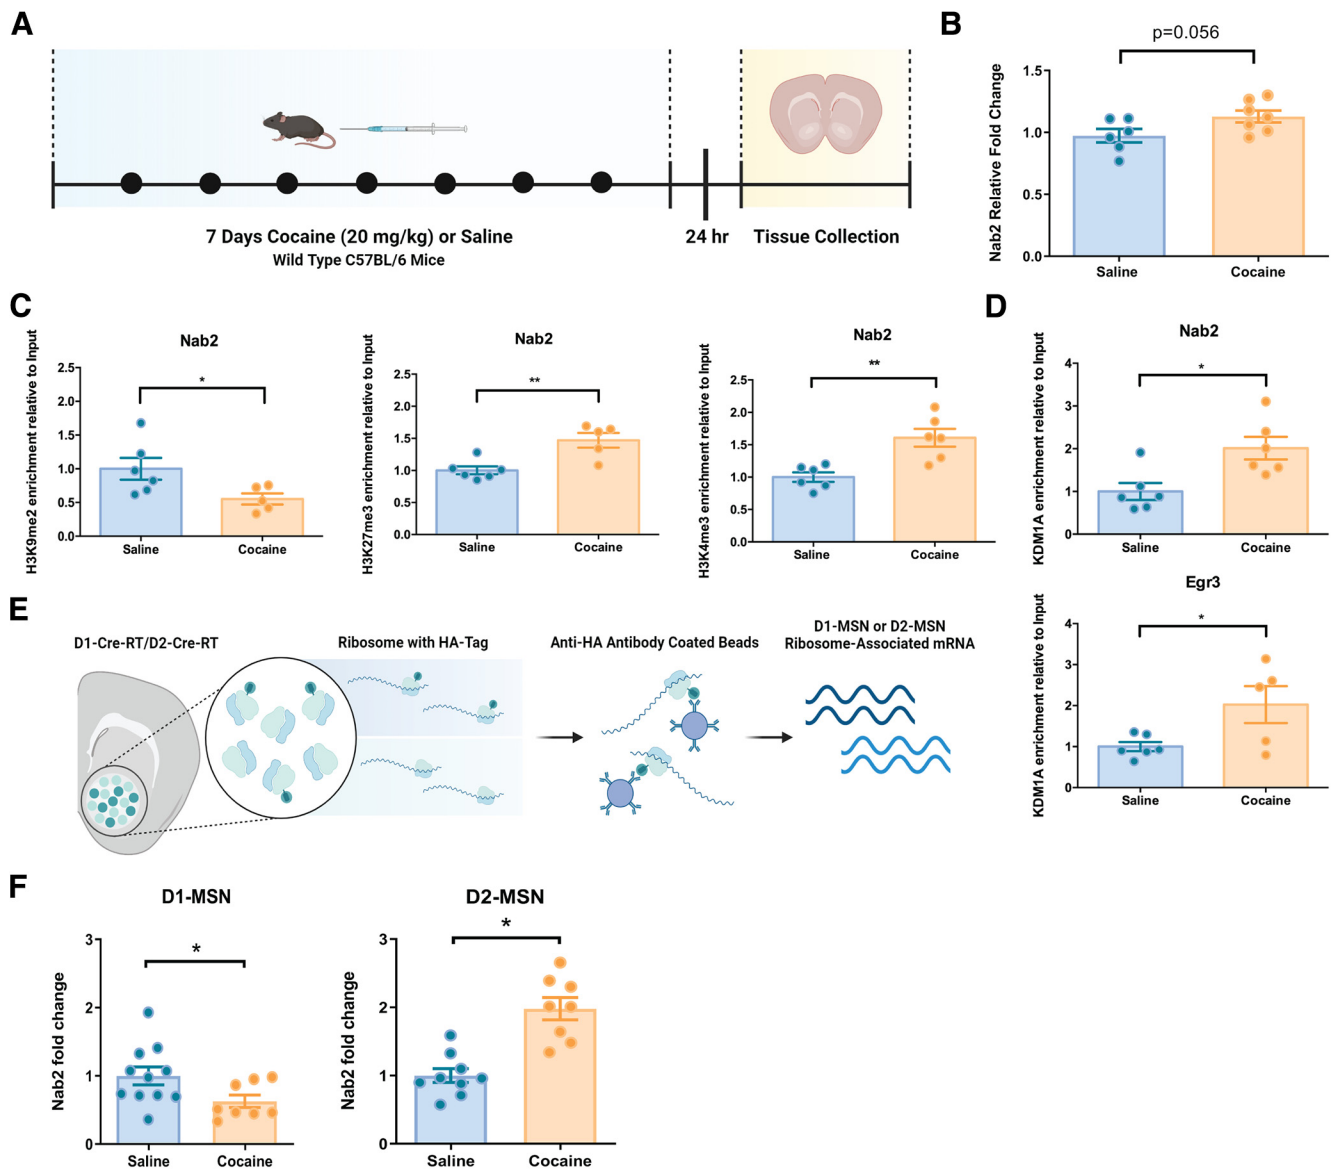 A
7 Days Cocaine (20 mg/kg) or Saline
Wild Type C57BL/6 Mice
24 hr
Tissue Collection
B
p=0.056
Nab2 Relative Fold Change
1.5
1.0
0.5
0.0
Saline
Cocaine
C
Nab2
H3K9me2 enrichment relative to Input
2.5
2.0
1.5
1.0
0.5
0.0
*
Saline
Cocaine
Nab2
H3K27me3 enrichment relative to Input
2.5
2.0
1.5
1.0
0.5
0.0
**
Saline
Cocaine
Nab2
H3K4me3 enrichment relative to Input
2.5
2.0
1.5
1.0
0.5
0.0
**
Saline
Cocaine
D
Nab2
KDM1A enrichment relative to Input
4
3
2
1
0
*
Saline
Cocaine
Egr3
KDM1A enrichment relative to Input
4
3
2
1
0
*
Saline
Cocaine
E
D1-Cre-RT/D2-Cre-RT
Ribosome with HA-Tag
Anti-HA Antibody Coated Beads
D1-MSN or D2-MSN
Ribosome-Associated mRNA
F
D1-MSN
Nab2 fold change
3
2
1
0
*
Saline
Cocaine
D2-MSN
Nab2 fold change
3
2
1
0
*
Saline
Cocaine